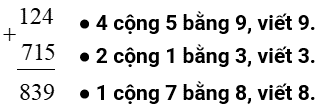 124
+
715
839
● 4 cộng 5 bằng 9, viết 9.
● 2 cộng 1 bằng 3, viết 3.
● 1 cộng 7 bằng 8, viết 8.